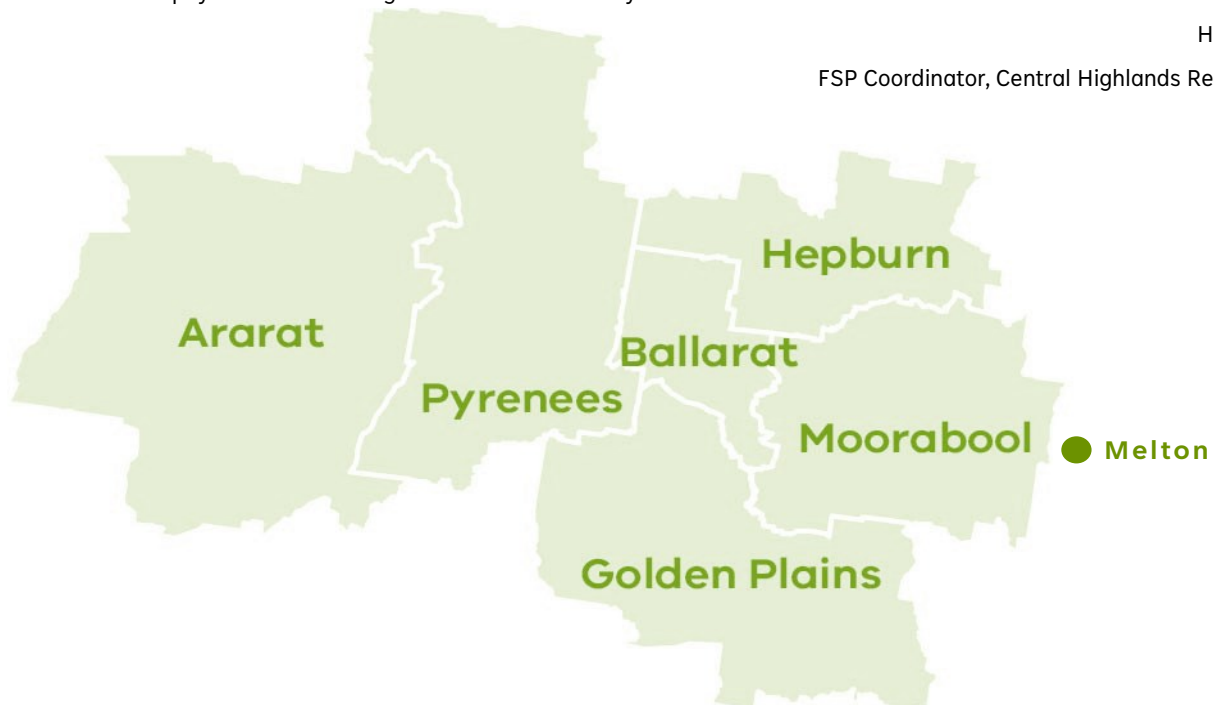 H
FSP Coordinator, Central Highlands Re
Hepburn
Ararat
Ballarat
Pyrenees
Moorabool
Melton
Golden Plains